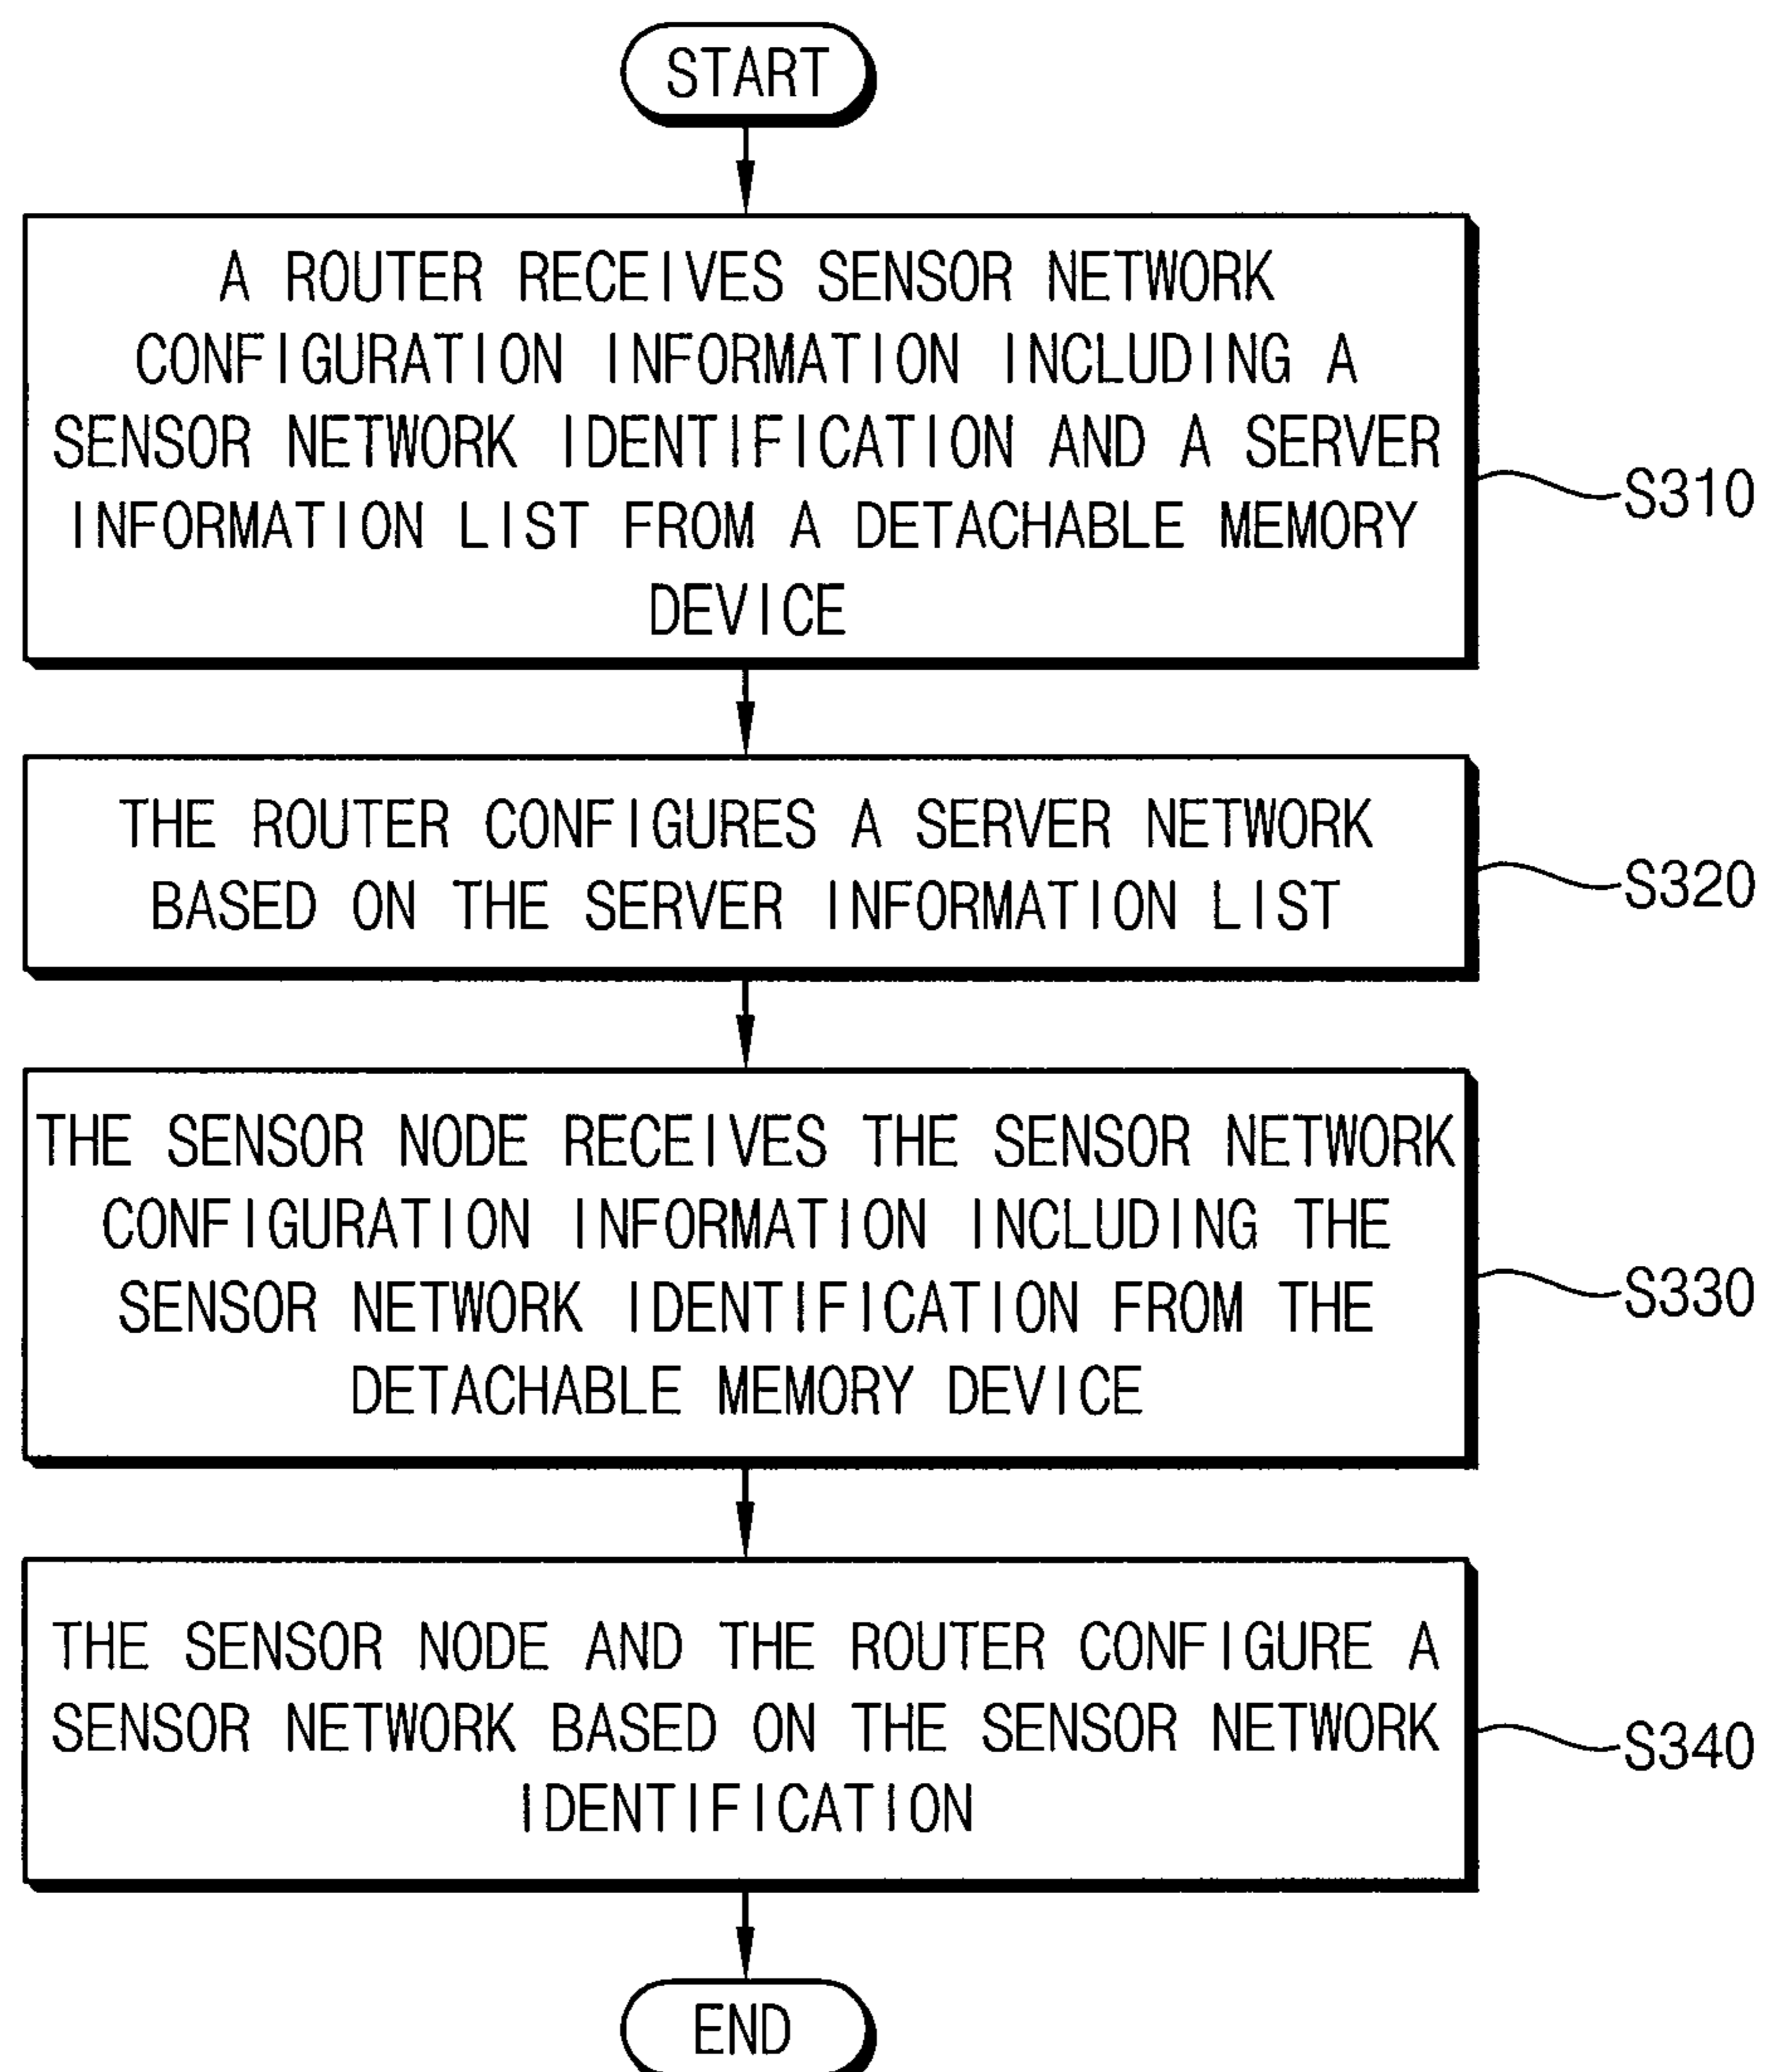 START
A ROUTER RECEIVES SENSOR NETWORK
CONFIGURATION INFORMATION INCLUDING A
SENSOR NETWORK IDENTIFICATION AND A SERVER
INFORMATION LIST FROM A DETACHABLE MEMORY
DEVICE
S310
THE ROUTER CONFIGURES A SERVER NETWORK
BASED ON THE SERVER INFORMATION LIST
S320
THE SENSOR NODE RECEIVES THE SENSOR NETWORK
CONFIGURATION INFORMATION INCLUDING THE
SENSOR NETWORK IDENTIFICATION FROM THE
DETACHABLE MEMORY DEVICE
S330
THE SENSOR NODE AND THE ROUTER CONFIGURE A
SENSOR NETWORK BASED ON THE SENSOR NETWORK
IDENTIFICATION
S340
END